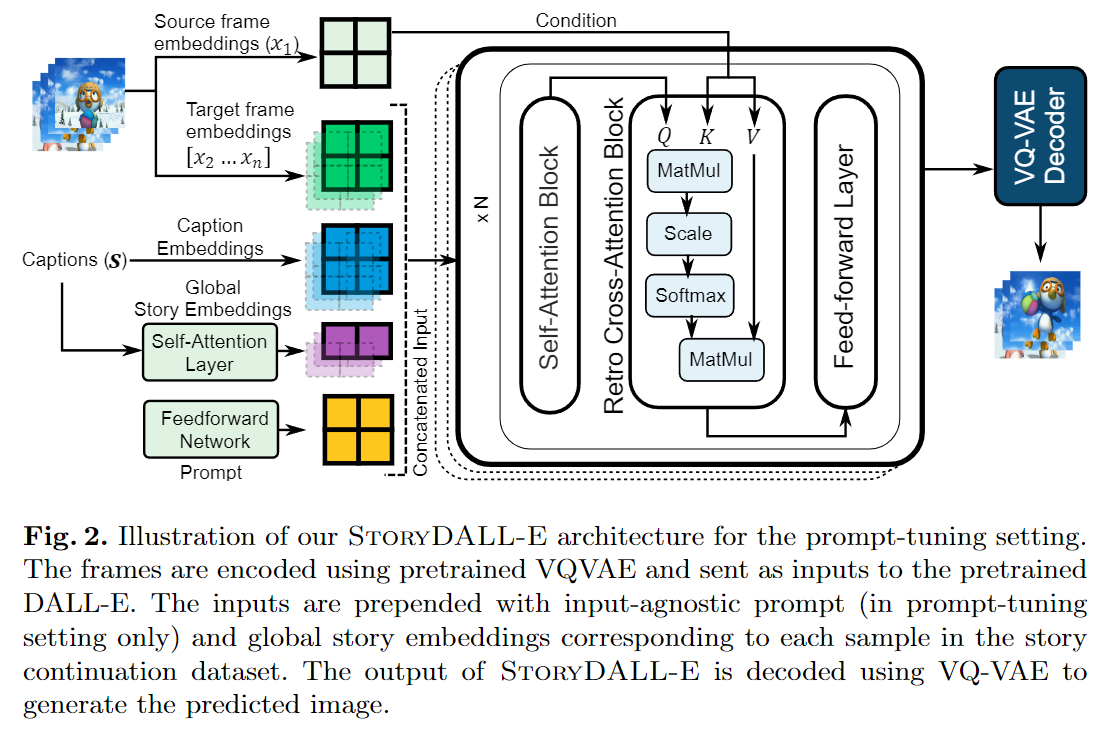 Condition
Source frame
embeddings (x₁)
Target frame
embeddings
[x₂ … xₙ]
Caption
Embeddings
Captions (S)
Global
Story Embeddings
Self-Attention
Layer
Feedforward
Network
Prompt
Concatenated Input
x N
Self-Attention Block
Retro Cross-Attention Block
Q K V
MatMul
Scale
Softmax
MatMul
Feed-forward Layer
VQ-VAE
Decoder
Fig. 2. Illustration of our STORYDALL-E architecture for the prompt-tuning setting.
The frames are encoded using pretrained VQVAE and sent as inputs to the pretrained
DALL-E. The inputs are prepended with input-agnostic prompt (in prompt-tuning
setting only) and global story embeddings corresponding to each sample in the story
continuation dataset. The output of STORYDALL-E is decoded using VQ-VAE to
generate the predicted image.